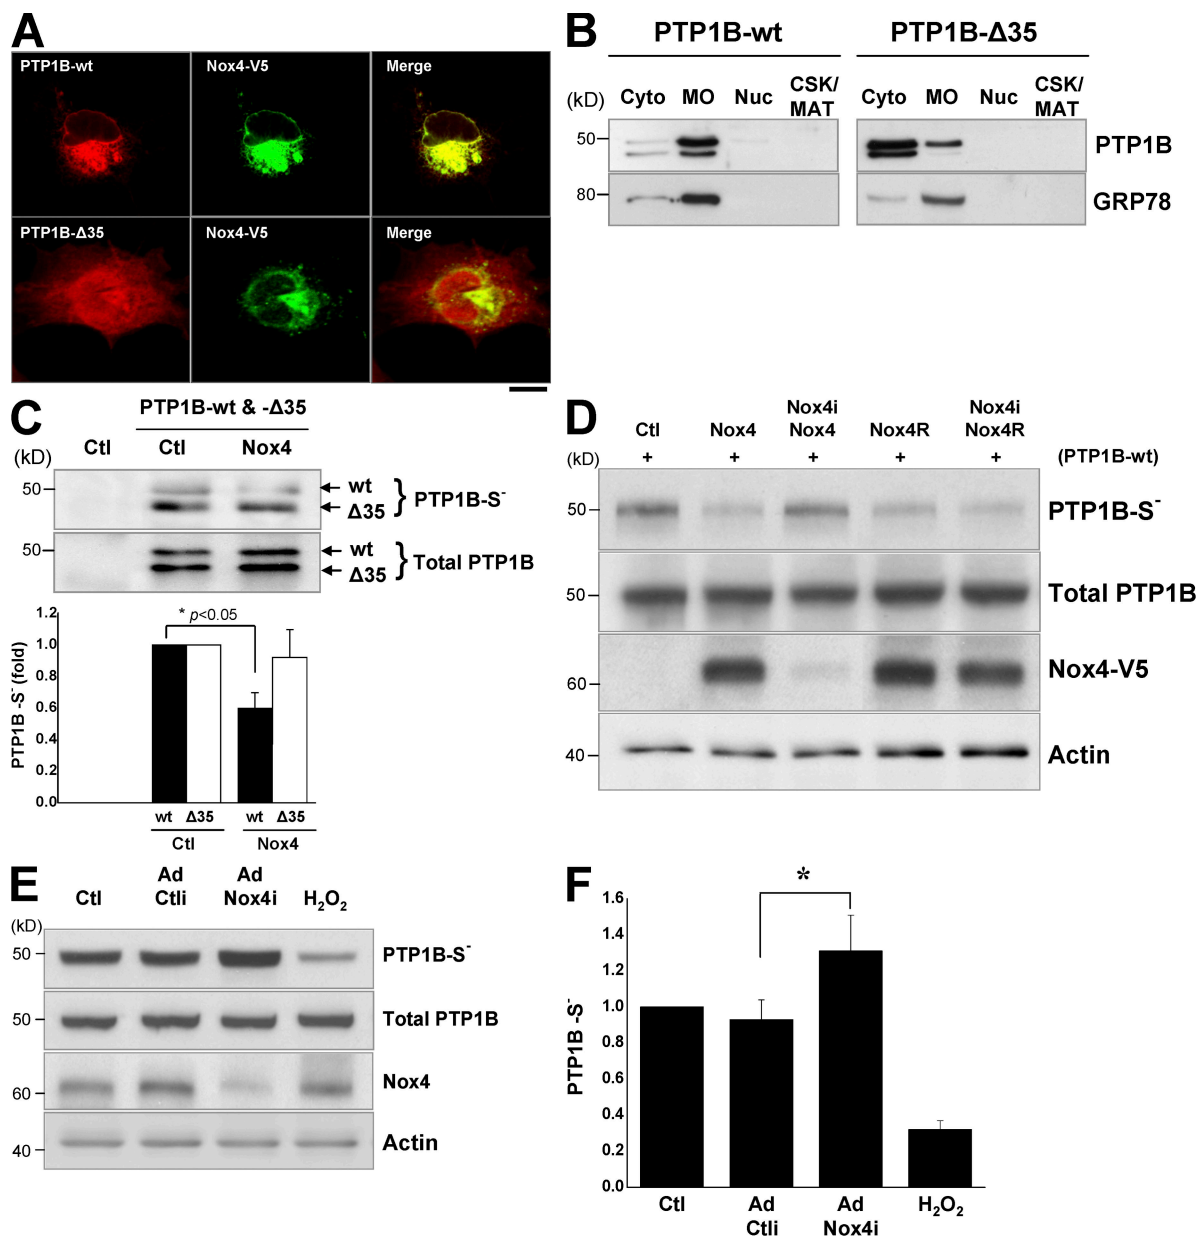 A
PTP1B-wt Nox4-V5 Merge
PTP1B-Δ35 Nox4-V5 Merge
B
PTP1B-wt PTP1B-Δ35
(kD) Cyto MO Nuc CSK/MAT Cyto MO Nuc CSK/MAT
50 PTP1B
80 GRP78
C
PTP1B-wt & -Δ35
(kD) Ctl Ctl Nox4
50 wt } PTP1B-S⁻
Δ35
50 wt } Total PTP1B
Δ35
PTP1B -S⁻ (fold)
1.2
1.0
0.8
0.6
0.4
0.2
0.0
* p<0.05
wt Δ35 wt Δ35
Ctl Nox4
D
Ctl Nox4 Nox4i Nox4 Nox4R Nox4i Nox4R
(kD) + + + + + (PTP1B-wt)
50 PTP1B-S⁻
50 Total PTP1B
60 Nox4-V5
40 Actin
E
Ctl Ad Ctli Ad Nox4i H₂O₂
(kD)
50 PTP1B-S⁻
50 Total PTP1B
60 Nox4
40 Actin
F
PTP1B -S⁻
1.6
1.4
1.2
1.0
0.8
0.6
0.4
0.2
0.0
*
Ctl Ad Ctli Ad Nox4i H₂O₂